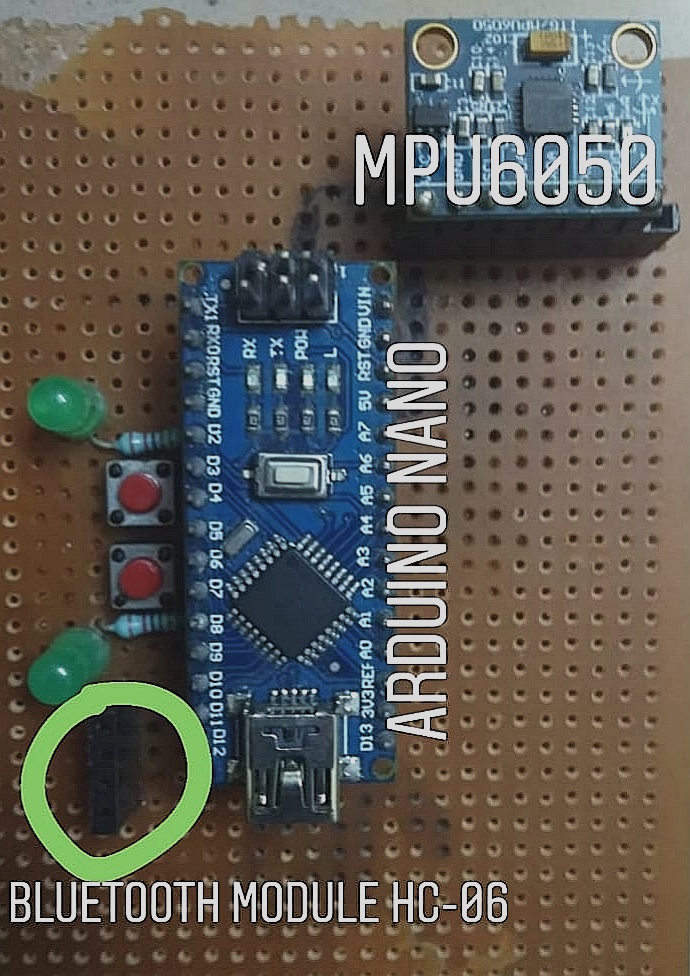 BLUETOOTH MODULE HC-06
D12 D11 D10 D9 D8 D7 D6 D5 D4 D3 D2 GND RST RX0 TX1
RX
TX
POW
L
1
D13 3V3 REF A0 A1 A2 A3 A4 A5 A6 A7 5V RST GND VIN
ARDUINO NANO
MPU6050